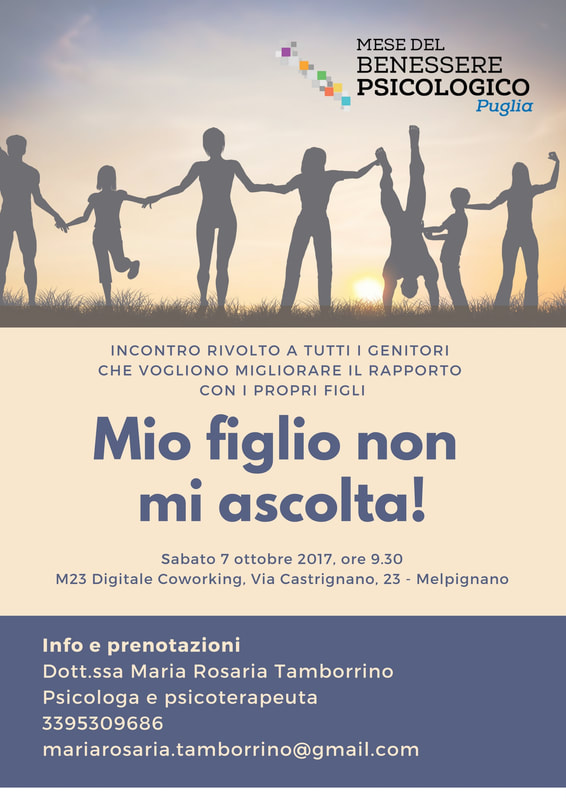 MESE DEL
BENESSERE
PSICOLOGICO
Puglia
INCONTRO RIVOLTO A TUTTI I GENITORI
CHE VOGLIONO MIGLIORARE IL RAPPORTO
CON I PROPRI FIGLI
Mio figlio non
mi ascolta!
Sabato 7 ottobre 2017, ore 9.30
M23 Digitale Coworking, Via Castrignano, 23 - Melpignano
Info e prenotazioni
Dott.ssa Maria Rosaria Tamborrino
Psicologa e psicoterapeuta
3395309686
mariarosaria.tamborrino@gmail.com